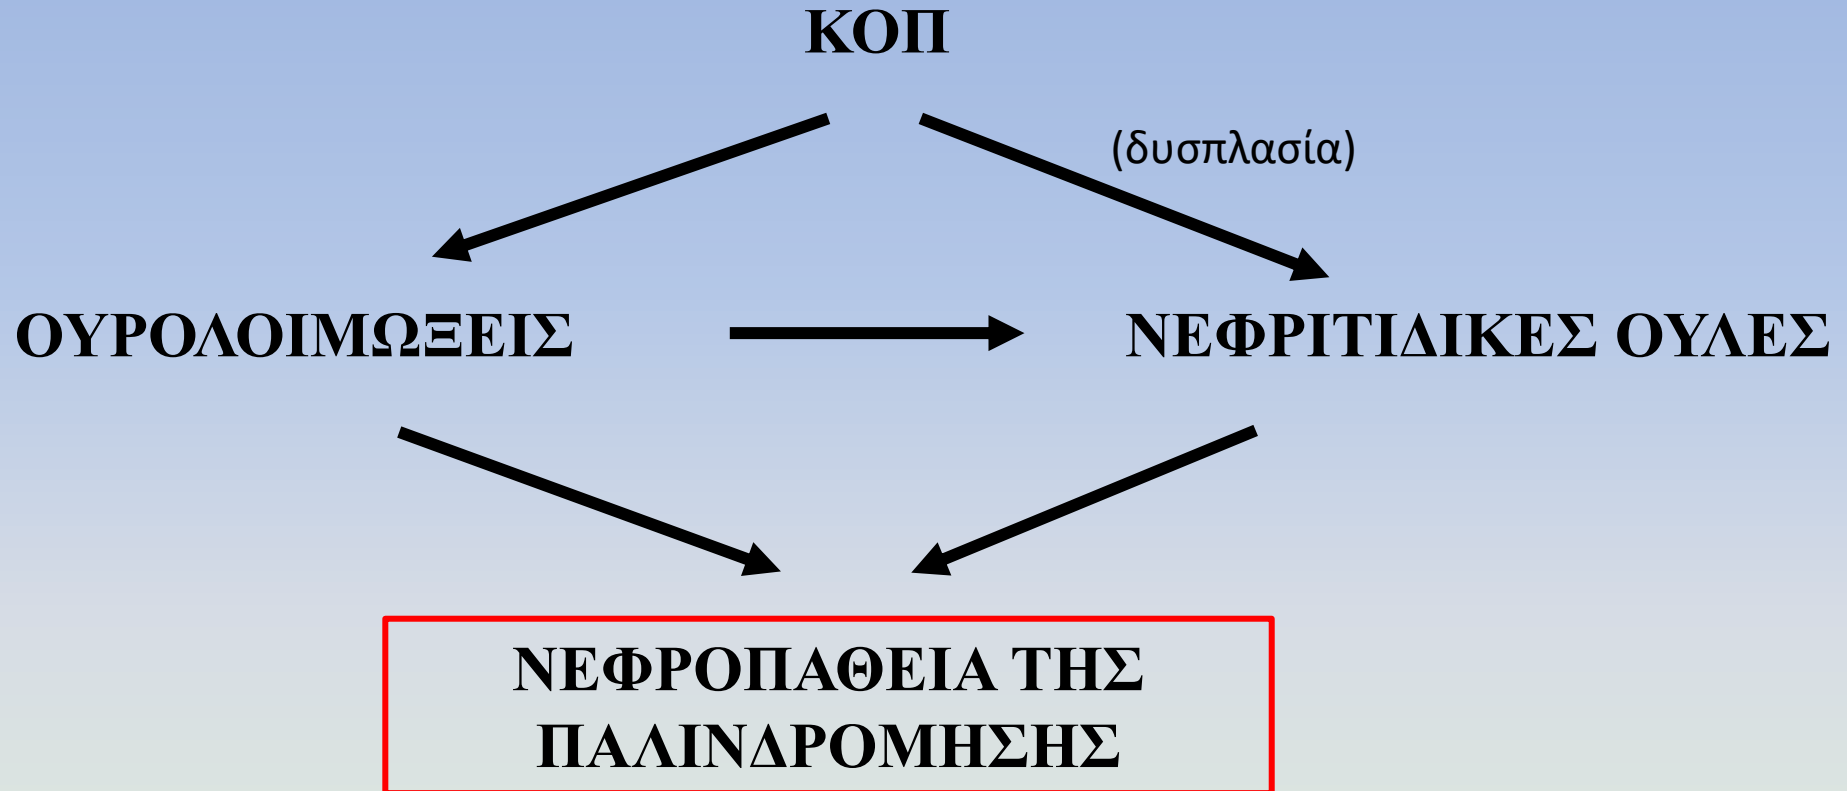 ΚΟΠ
(δυσπλασία)
ΟΥΡΟΛΟΙΜΩΞΕΙΣ
ΝΕΦΡΙΤΙΔΙΚΕΣ ΟΥΛΕΣ
ΝΕΦΡΟΠΑΘΕΙΑ ΤΗΣ
ΠΑΛΙΝΔΡΟΜΗΣΗΣ